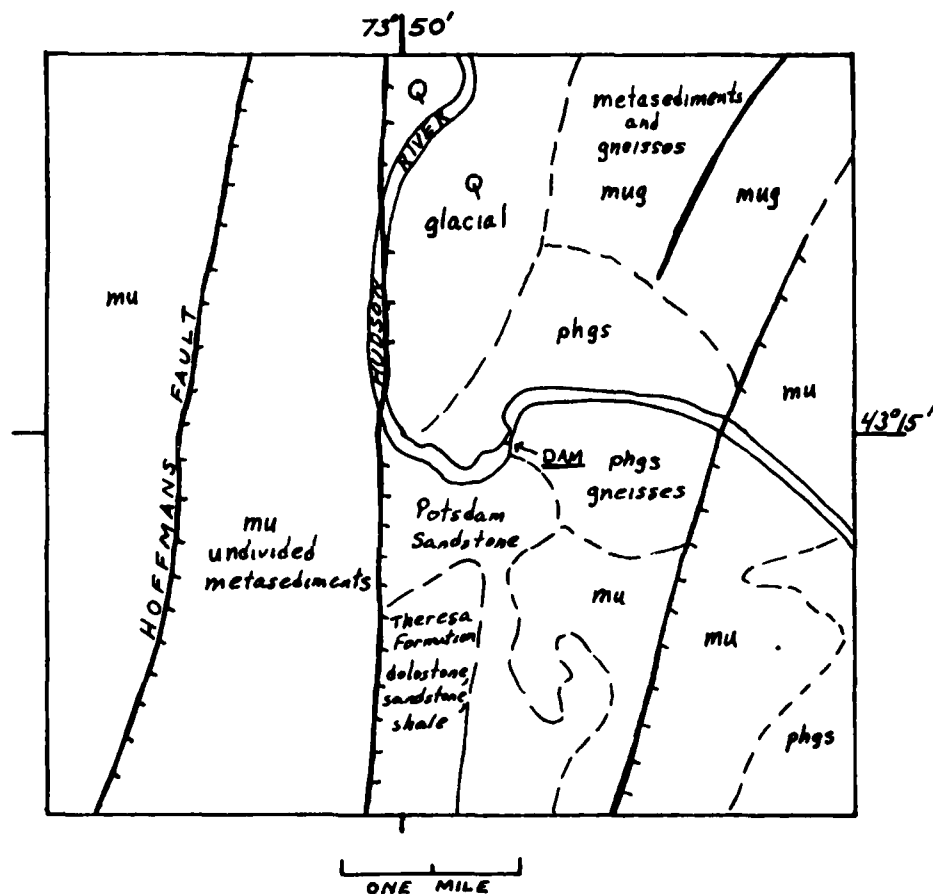 73° 50'
Q
RIVER
metasediments
and
gneisses
mug
mug
Q
glacial
mu
HUDSON
phgs
mu
HOFFMANS FAULT
43°15'
DAM
phgs
gneisses
Potsdam
Sandstone
mu
undivided
metasediments
mu
mu
Theresa
Formation
dolostone,
sandstone,
shale
phgs
ONE MILE